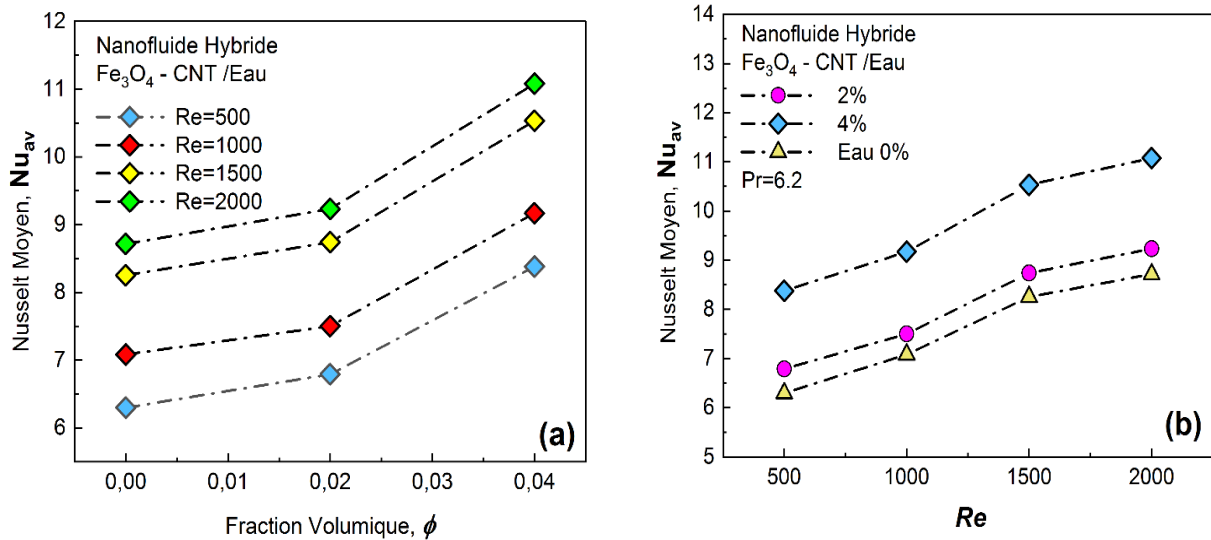 Nanofluide Hybride
Fe₃O₄ - CNT /Eau
Re=500
Re=1000
Re=1500
Re=2000
12
11
10
9
8
7
6
Nusselt Moyen, Nu_av
(a)
0,00 0,01 0,02 0,03 0,04
Fraction Volumique, ϕ
Nanofluide Hybride
Fe₃O₄ - CNT /Eau
2%
4%
Eau 0%
Pr=6.2
14
13
12
11
10
9
8
7
6
5
Nusselt Moyen, Nu_av
(b)
500 1000 1500 2000
Re